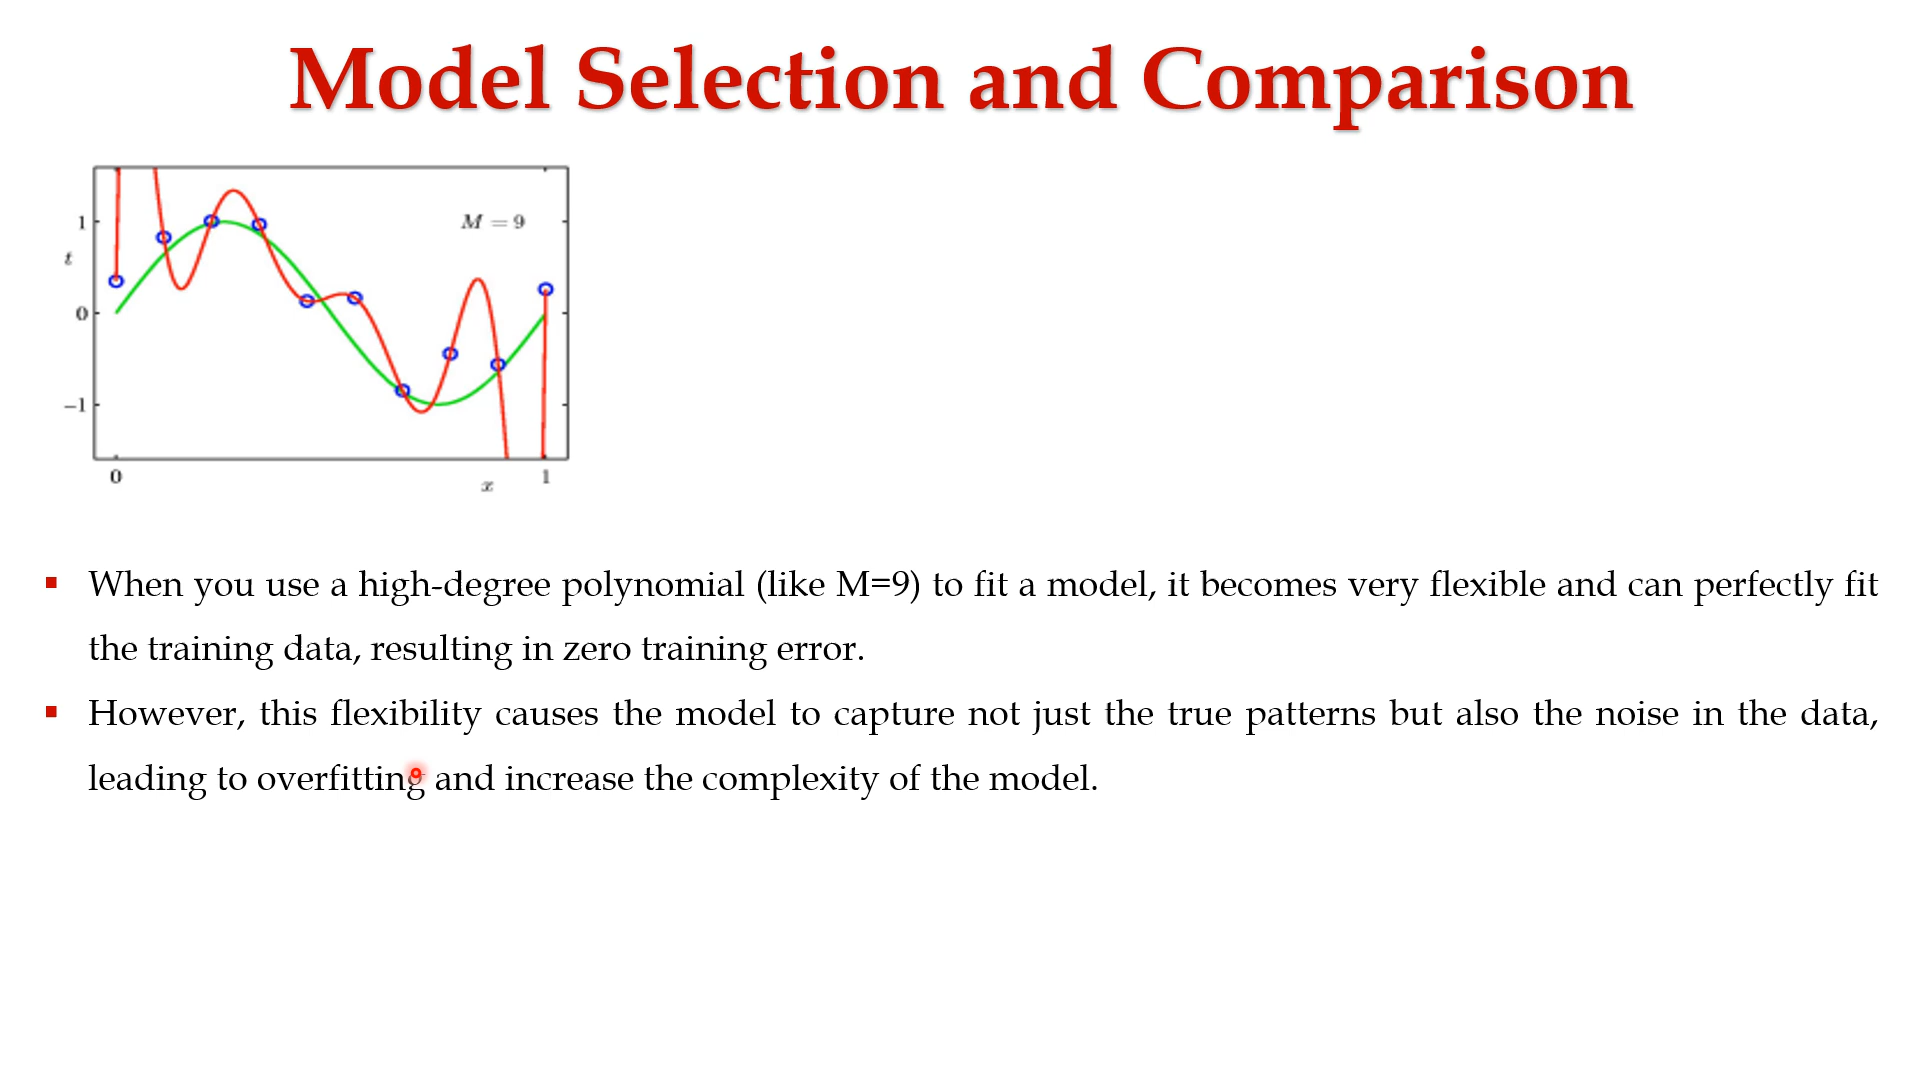 Model Selection and Comparison
M = 9
1
t
0
−1
0
x
1
▪ When you use a high-degree polynomial (like M=9) to fit a model, it becomes very flexible and can perfectly fit
the training data, resulting in zero training error.
▪ However, this flexibility causes the model to capture not just the true patterns but also the noise in the data,
leading to overfitting and increase the complexity of the model.